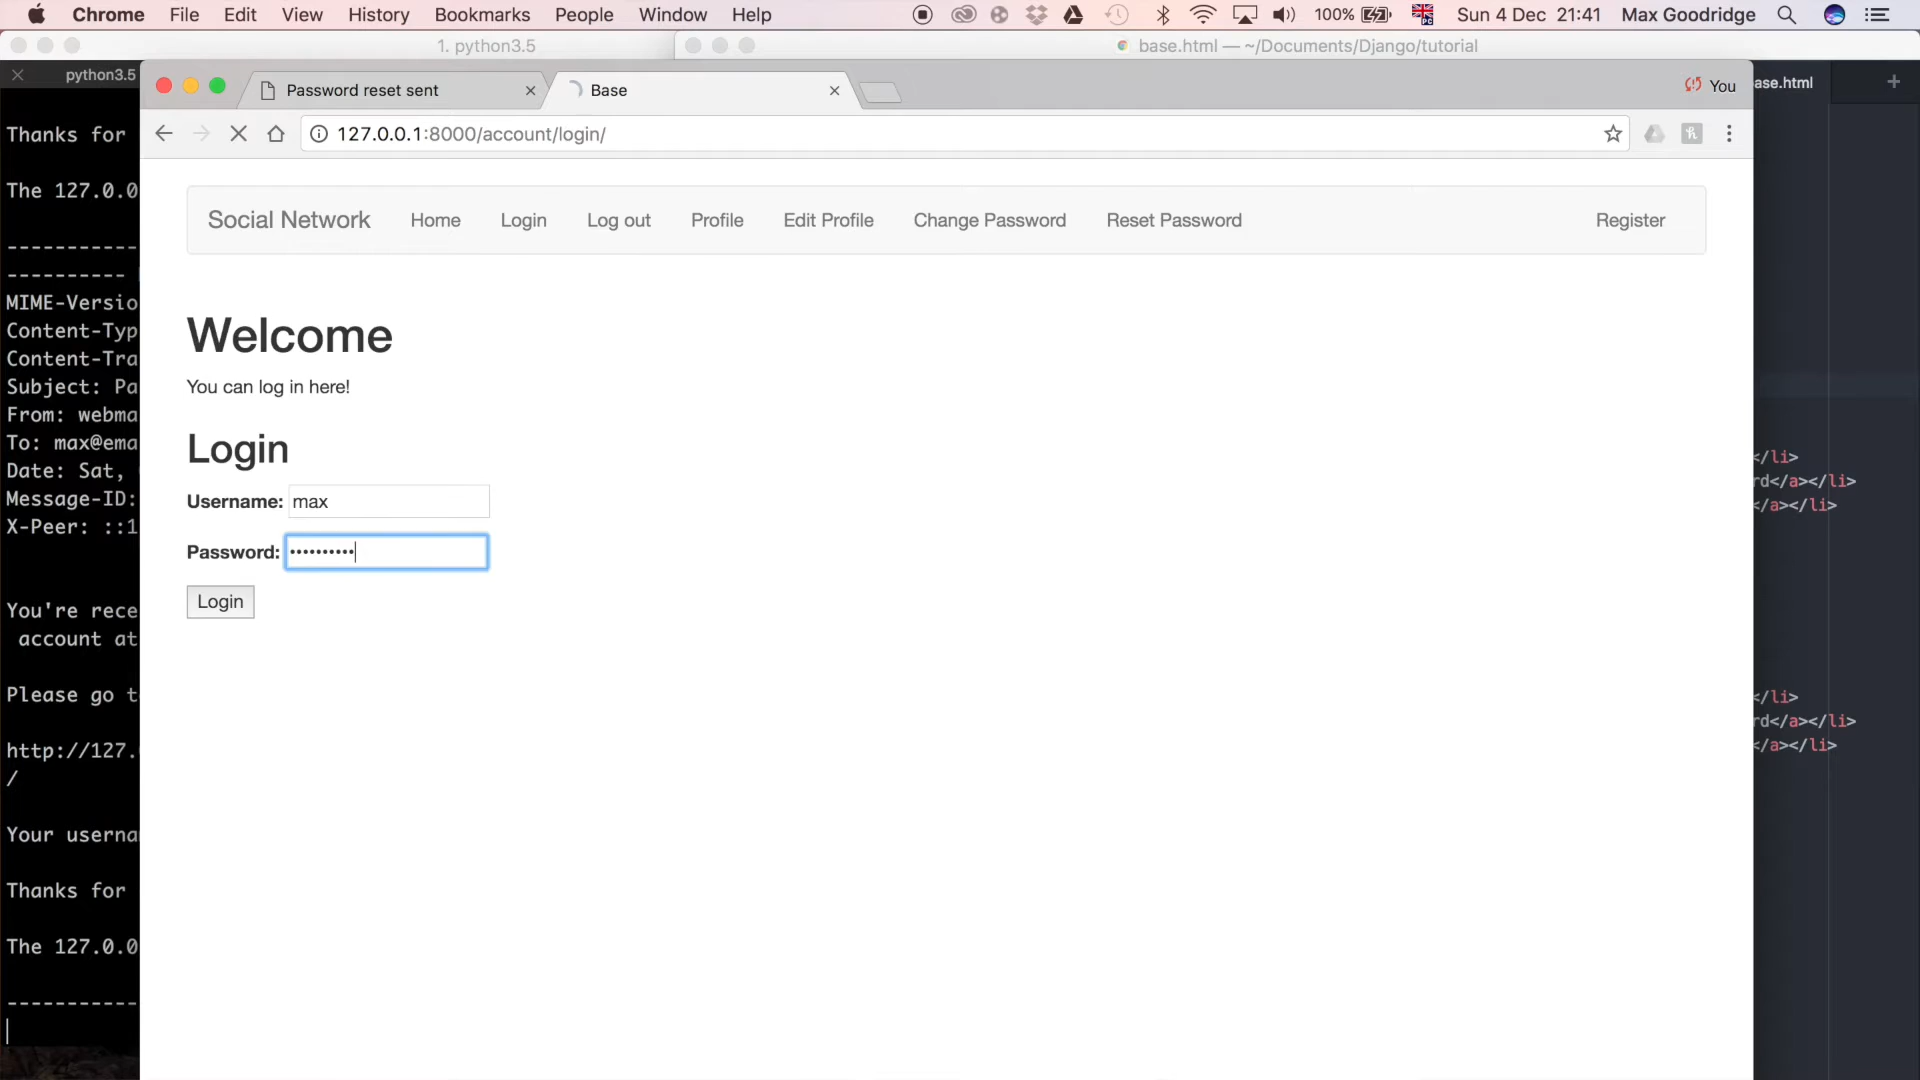 Chrome File Edit View History Bookmarks People Window Help 100% Sun 4 Dec 21:41 Max Goodridge
1. python3.5
base.html — ~/Documents/Django/tutorial
python3.5
Password reset sent
Base
You
ase.html
127.0.0.1:8000/account/login/
Social Network Home Login Log out Profile Edit Profile Change Password Reset Password Register
Welcome
You can log in here!
Login
Username: max
Password: ••••••••••
Login
Thanks for
The 127.0.0
------------
----------
MIME-Versio
Content-Typ
Content-Tra
Subject: Pa
From: webma
To: max@ema
Date: Sat,
Message-ID:
X-Peer: ::1
You're rece
account at
Please go t
http://127.
/
Your userna
Thanks for
The 127.0.0
------------
</li>
rd</a></li>
</a></li>
</li>
rd</a></li>
</a></li>